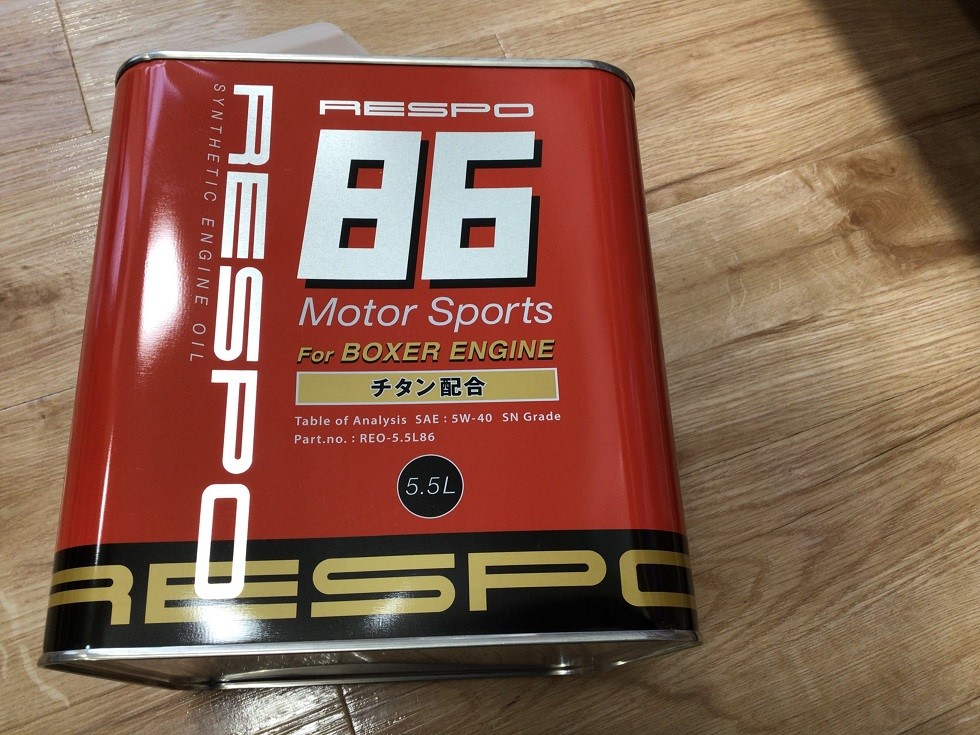 RESPO
SYNTHETIC ENGINE OIL
RESPO
86
Motor Sports
For BOXER ENGINE
チタン配合
Table of Analysis SAE : 5W-40 SN Grade
Part.no. : REO-5.5L86
5.5L
RESPO